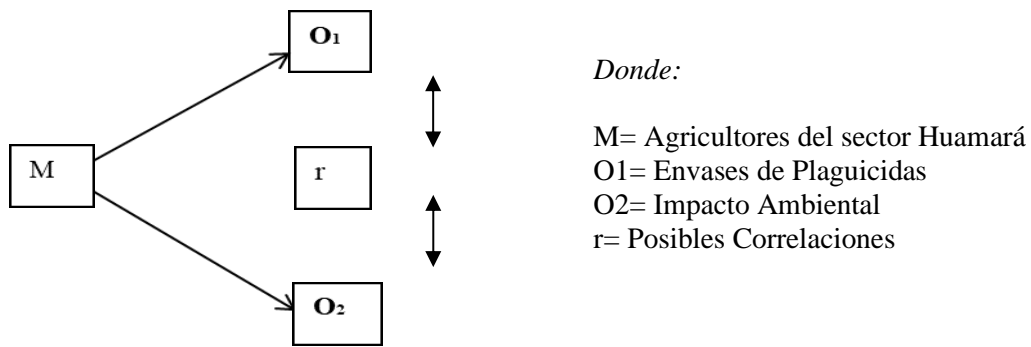 O₁
M
r
O₂
Donde:
M= Agricultores del sector Huamará
O1= Envases de Plaguicidas
O2= Impacto Ambiental
r= Posibles Correlaciones